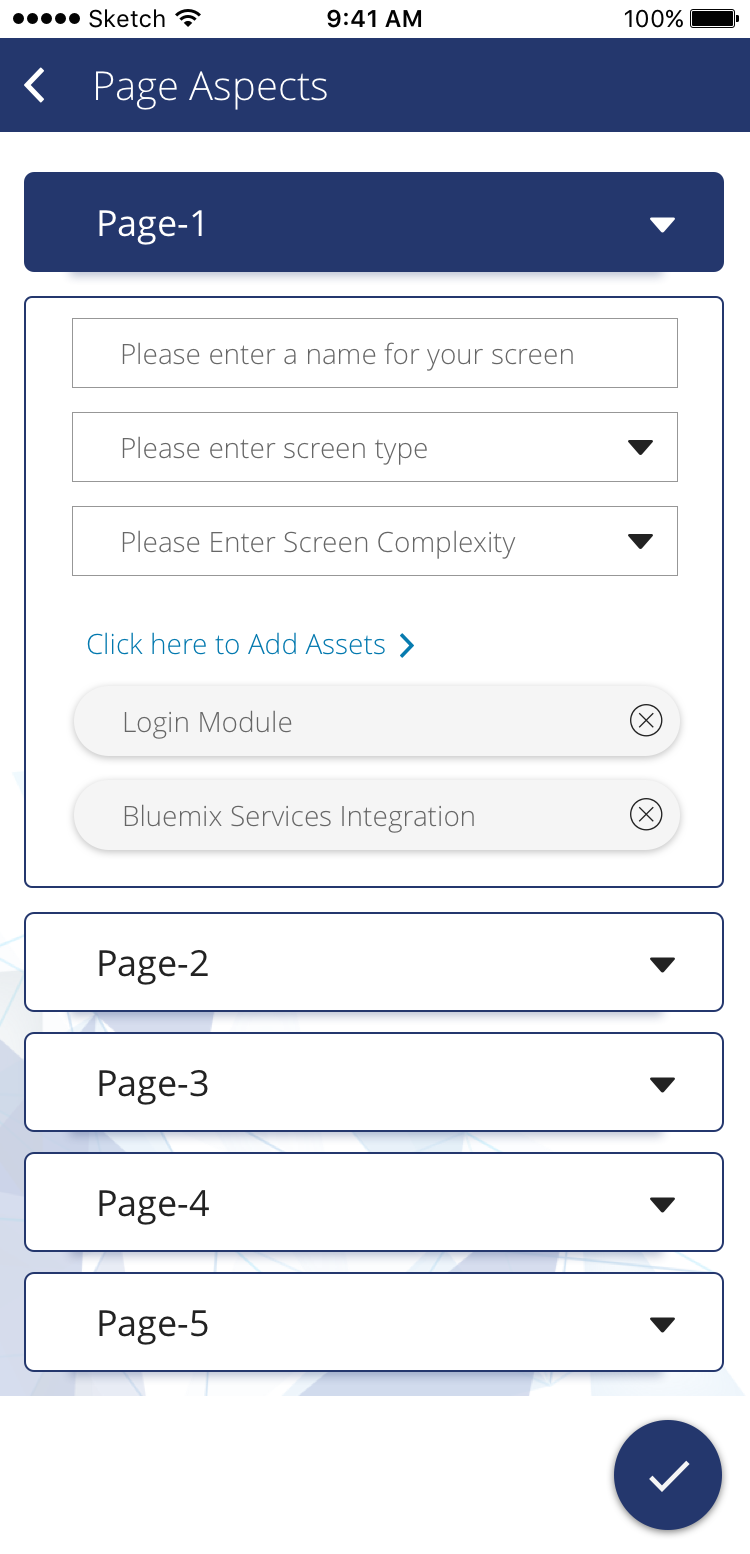 Sketch 9:41 AM 100%
Page Aspects
Page-1
Please enter a name for your screen
Please enter screen type
Please Enter Screen Complexity
Click here to Add Assets
Login Module
Bluemix Services Integration
Page-2
Page-3
Page-4
Page-5